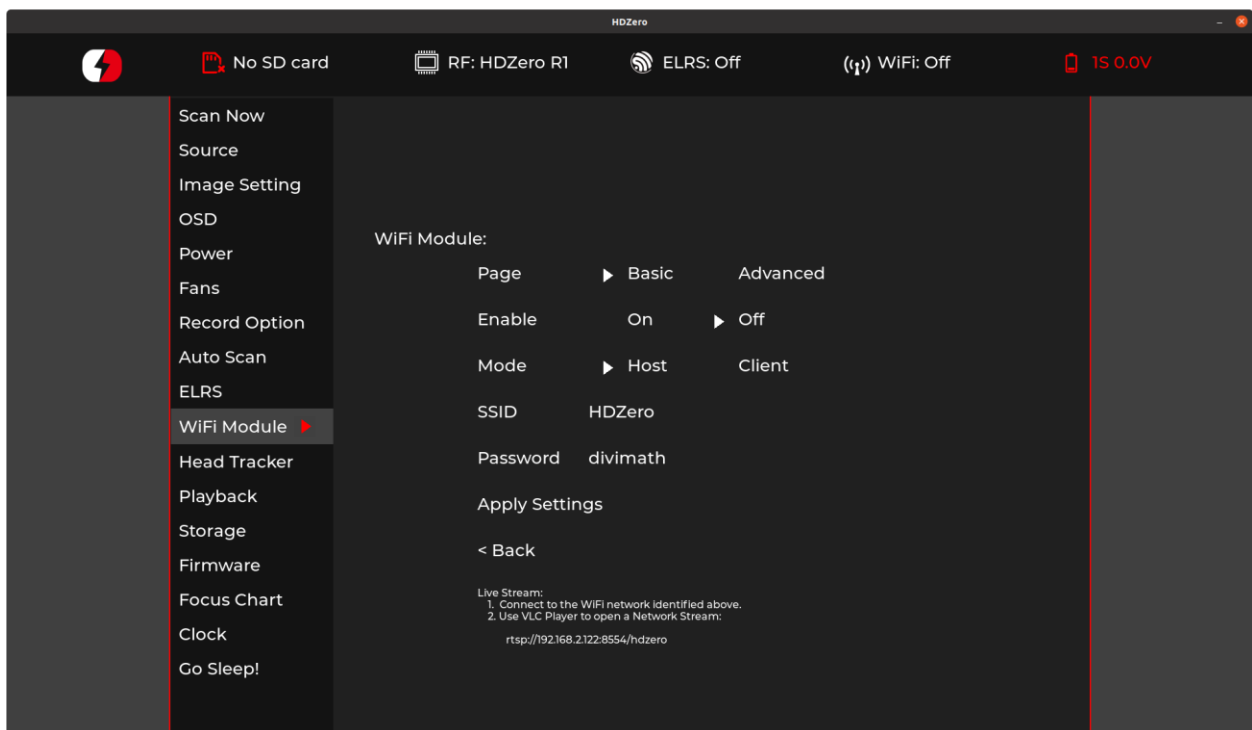 HDZero
No SD card RF: HDZero R1 ELRS: Off WiFi: Off 1S 0.0V
Scan Now
Source
Image Setting
OSD
Power
Fans
Record Option
Auto Scan
ELRS
WiFi Module
Head Tracker
Playback
Storage
Firmware
Focus Chart
Clock
Go Sleep!
WiFi Module:
Page Basic Advanced
Enable On Off
Mode Host Client
SSID HDZero
Password divimath
Apply Settings
< Back
Live Stream:
1. Connect to the WiFi network identified above.
2. Use VLC Player to open a Network Stream:
rtsp://192.168.2.122:8554/hdzero